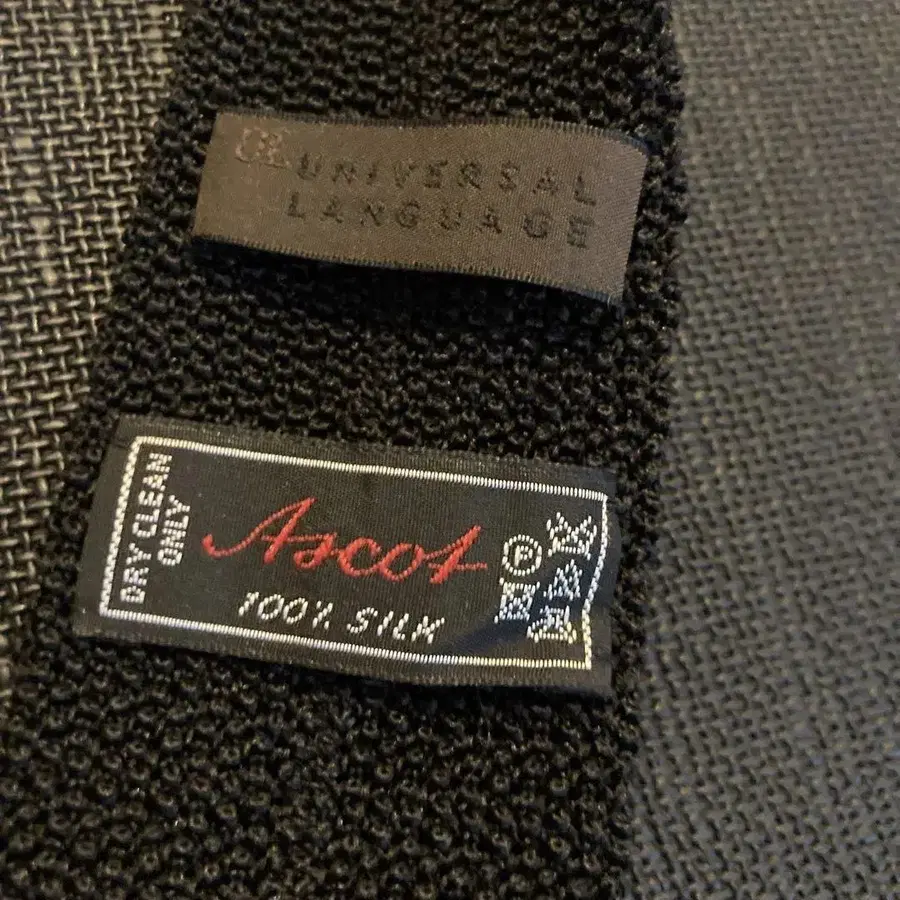 UL UNIVERSAL
LANGUAGE
DRY CLEAN
ONLY
Ascot
100% SILK
P